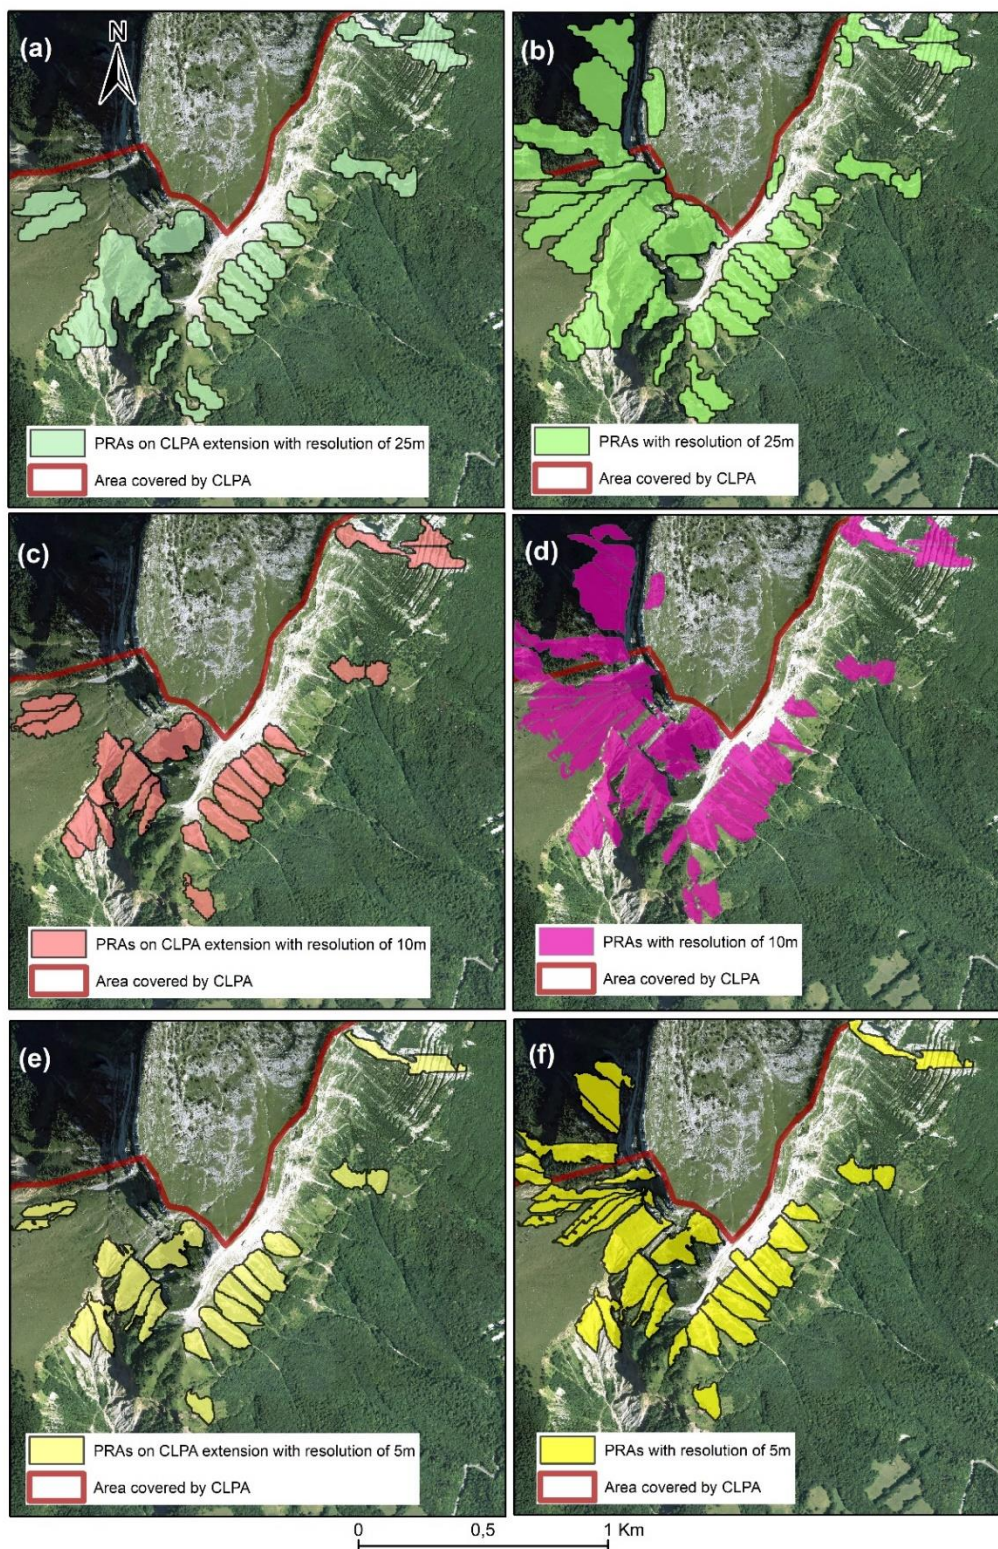 (a)
N
PRAs on CLPA extension with resolution of 25m
Area covered by CLPA
(b)
PRAs with resolution of 25m
Area covered by CLPA
(c)
PRAs on CLPA extension with resolution of 10m
Area covered by CLPA
(d)
PRAs with resolution of 10m
Area covered by CLPA
(e)
PRAs on CLPA extension with resolution of 5m
Area covered by CLPA
(f)
PRAs with resolution of 5m
Area covered by CLPA
0 0,5 1 Km